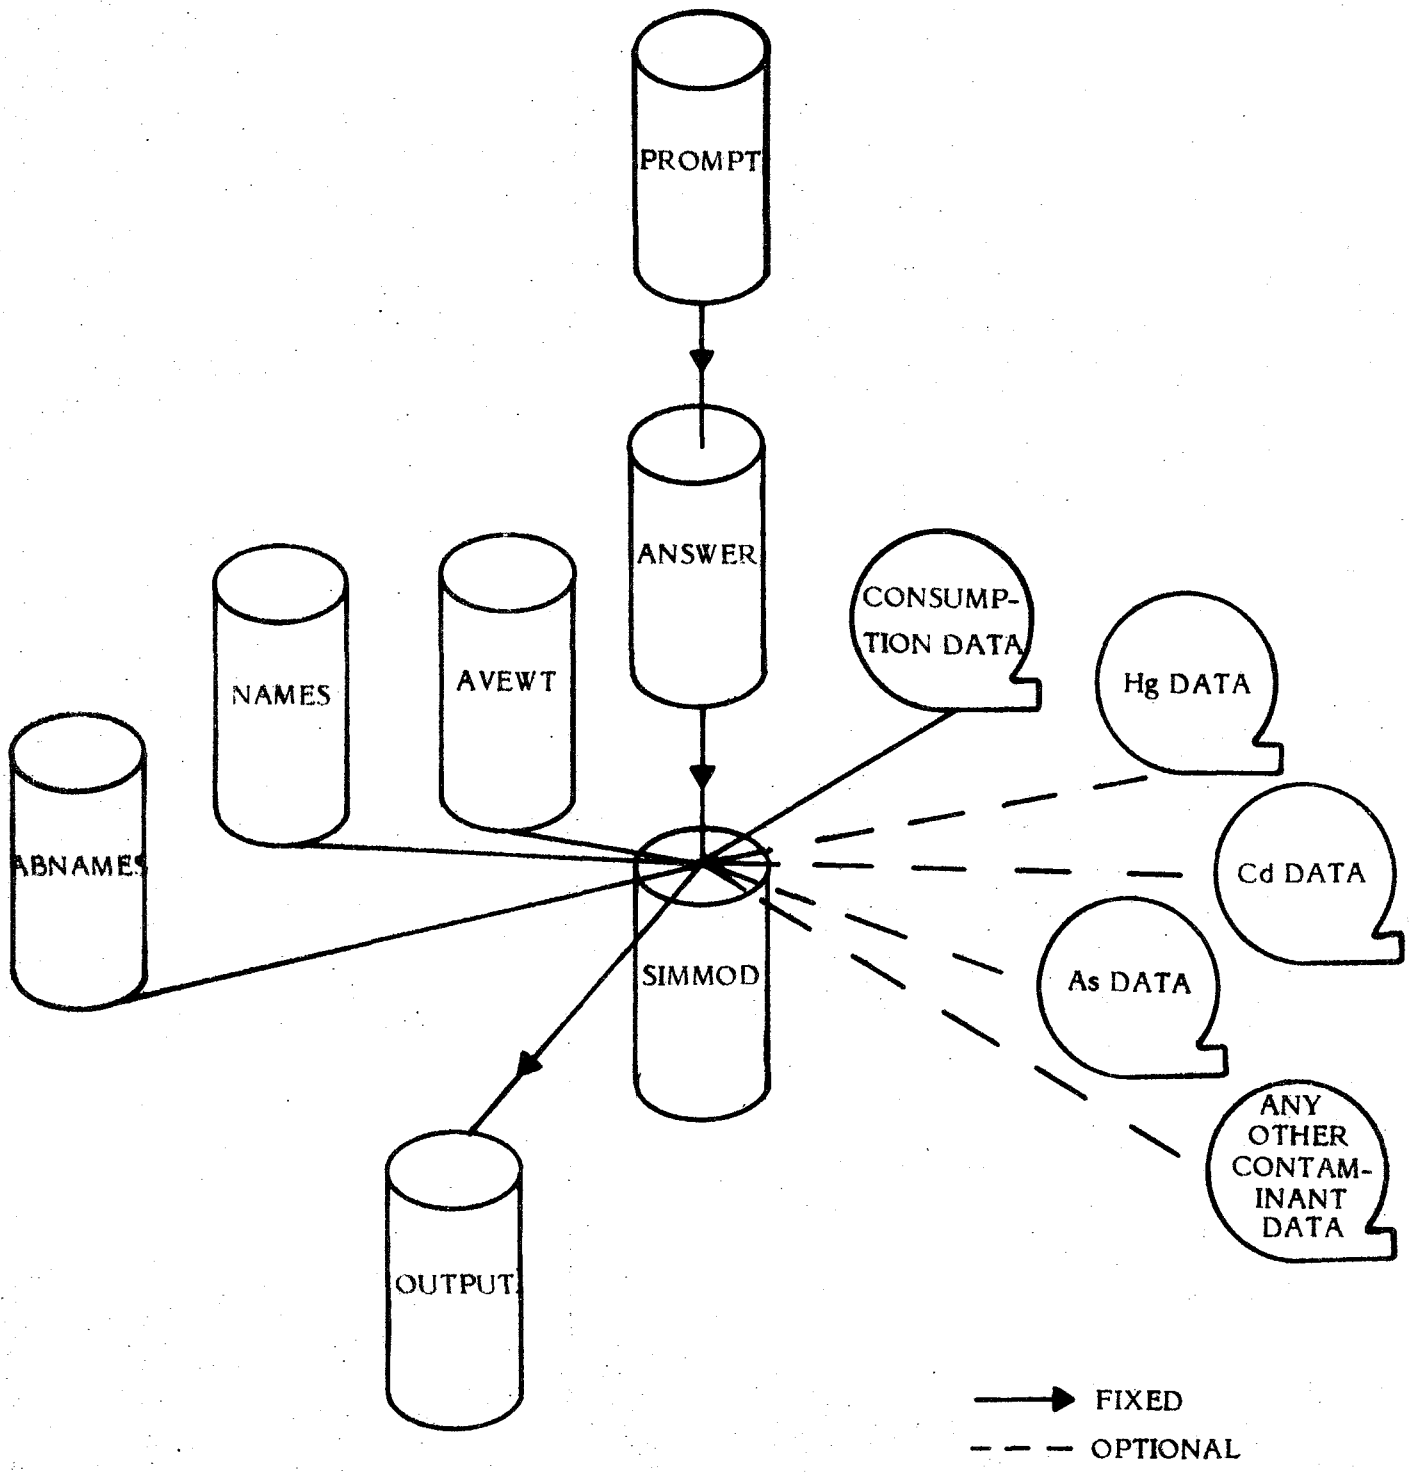 PROMPT
ANSWER
CONSUMP-
TION DATA
Hg DATA
NAMES
AVEWT
ABNAMES
Cd DATA
SIMMOD
As DATA
ANY
OTHER
CONTAM-
INANT
DATA
OUTPUT
FIXED
OPTIONAL